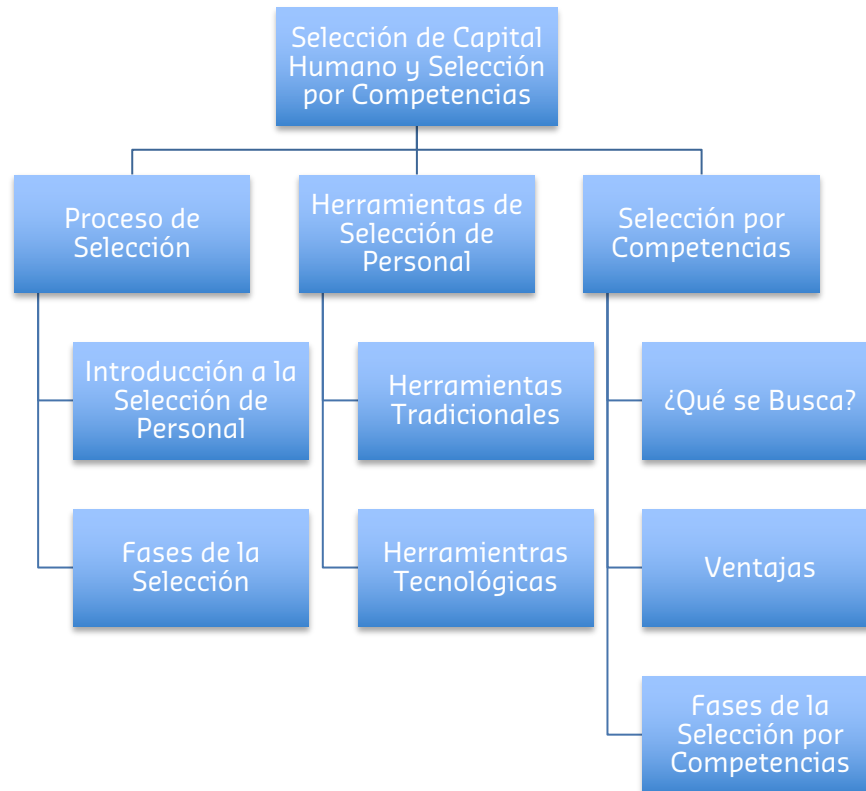 Selección de Capital
Humano y Selección
por Competencias
Proceso de
Selección
Herramientas de
Selección de
Personal
Selección por
Competencias
Introducción a la
Selección de
Personal
Herramientas
Tradicionales
¿Qué se Busca?
Fases de la
Selección
Herramientras
Tecnológicas
Ventajas
Fases de la
Selección por
Competencias